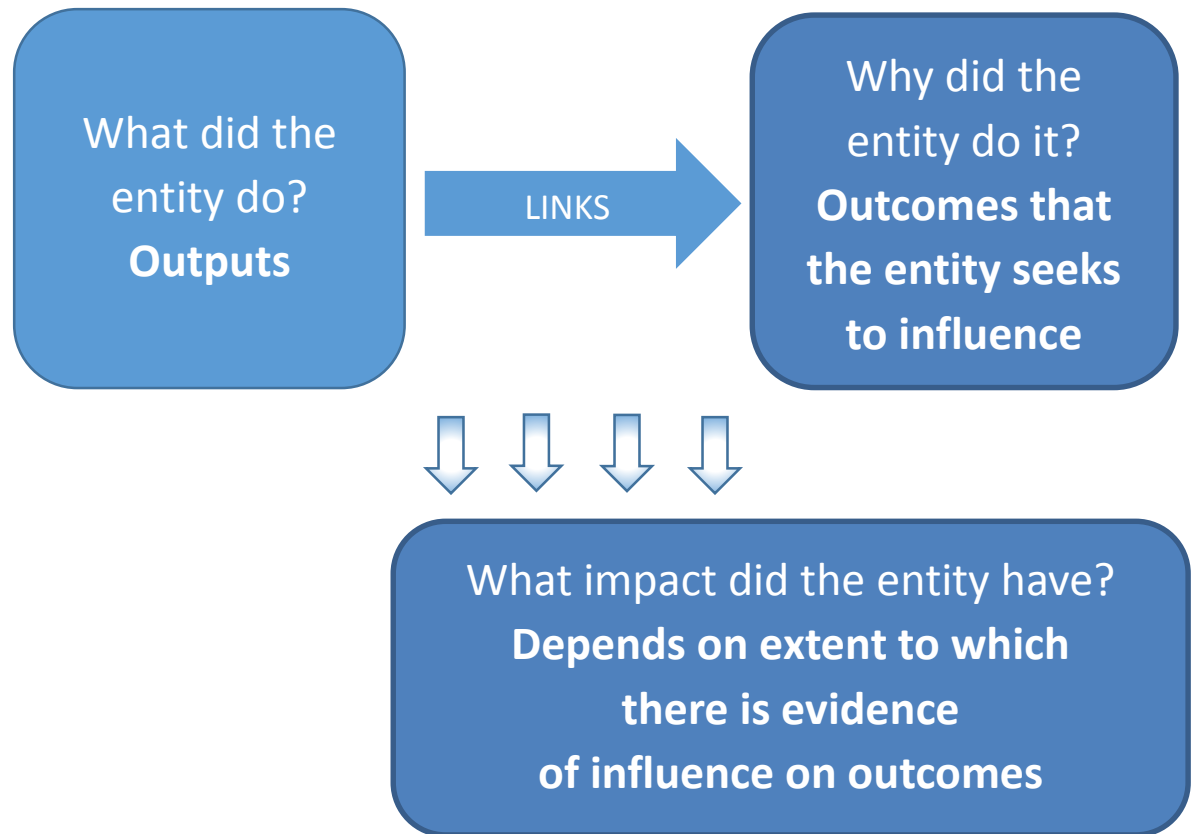 What did the
entity do?
Outputs
LINKS
Why did the
entity do it?
Outcomes that
the entity seeks
to influence
What impact did the entity have?
Depends on extent to which
there is evidence
of influence on outcomes